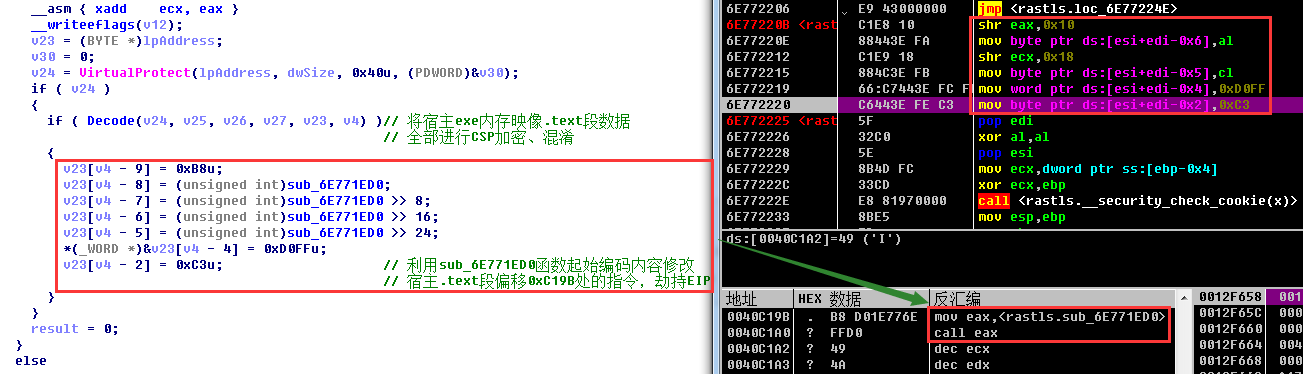 __asm { xadd    ecx, eax }
__writeeflags(v12);
v23 = (BYTE *)lpAddress;
v30 = 0;
v24 = VirtualProtect(lpAddress, dwSize, 0x40u, (PDWORD)&v30);
if ( v24 )
{
if ( Decode(v24, v25, v26, v27, v23, v4) )// 将宿主exe内存映像.text段数据
// 全部进行CSP加密、混淆
{
v23[v4 - 9] = 0xB8u;
v23[v4 - 8] = (unsigned int)sub_6E771ED0;
v23[v4 - 7] = (unsigned int)sub_6E771ED0 >> 8;
v23[v4 - 6] = (unsigned int)sub_6E771ED0 >> 16;
v23[v4 - 5] = (unsigned int)sub_6E771ED0 >> 24;
*(_WORD *)&v23[v4 - 4] = 0xD0FFu;
v23[v4 - 2] = 0xC3u;    // 利用sub_6E771ED0函数起始编码内容修改
// 宿主.text段偏移0xC19B处的指令，劫持EIP
}
}
result = 0;
}
else
6E772206 E9 43000000 jmp <rastls.loc_6E77224E>
6E77220B <rast C1E8 10 shr eax,0x10
6E77220E 88443E FA mov byte ptr ds:[esi+edi-0x6],al
6E772212 C1E9 18 shr ecx,0x18
6E772215 884C3E FB mov byte ptr ds:[esi+edi-0x5],cl
6E772219 66:C7443E FC F mov word ptr ds:[esi+edi-0x4],0xD0FF
6E772220 C6443E FE C3 mov byte ptr ds:[esi+edi-0x2],0xC3
6E772225 <rast 5F pop edi
6E772226 32C0 xor al,al
6E772228 5E pop esi
6E772229 8B4D FC mov ecx,dword ptr ss:[ebp-0x4]
6E77222C 33CD xor ecx,ebp
6E77222E E8 81970000 call <rastls.__security_check_cookie(x)>
6E772233 8BE5 mov esp,ebp
ds:[0040C1A2]=49 ('I')
地址 HEX 数据 反汇编
0040C19B . B8 D01E776E mov eax,<rastls.sub_6E771ED0>
0040C1A0 ? FFD0 call eax
0040C1A2 ? 49 dec ecx
0040C1A3 ? 4A dec edx
0012F658 001
0012F65C 000
0012F660 000
0012F664 004
0012F668 000